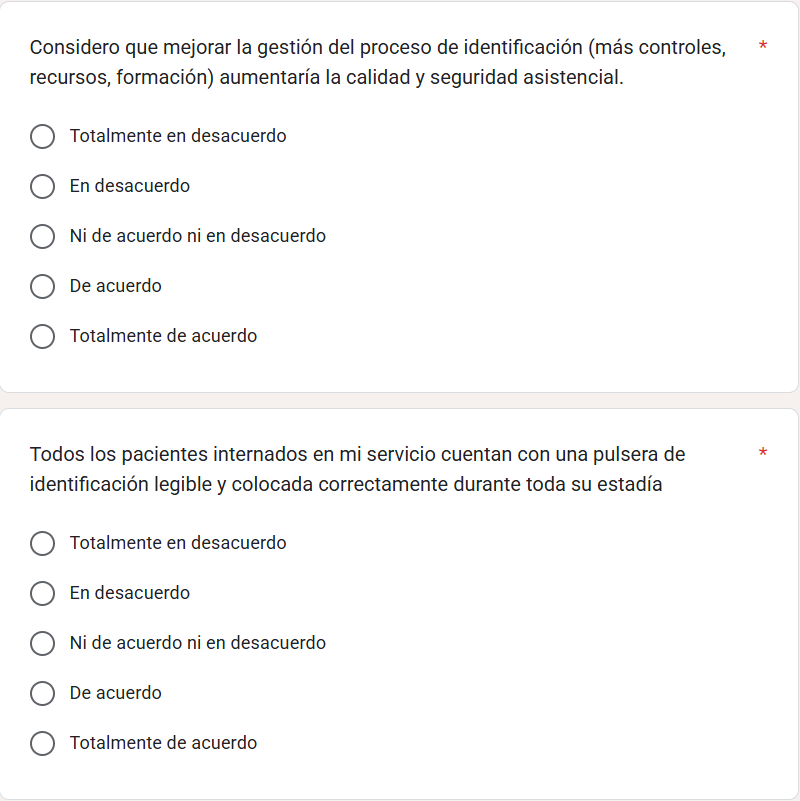 Considero que mejorar la gestión del proceso de identificación (más controles, *
recursos, formación) aumentaría la calidad y seguridad asistencial.
Totalmente en desacuerdo
En desacuerdo
Ni de acuerdo ni en desacuerdo
De acuerdo
Totalmente de acuerdo
Todos los pacientes internados en mi servicio cuentan con una pulsera de *
identificación legible y colocada correctamente durante toda su estadía
Totalmente en desacuerdo
En desacuerdo
Ni de acuerdo ni en desacuerdo
De acuerdo
Totalmente de acuerdo